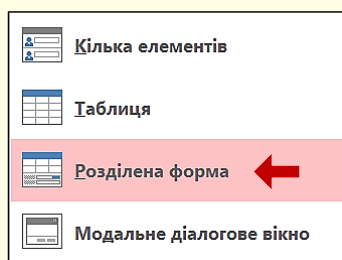 Кілька елементів
Таблиця
Розділена форма
Модальне діалогове вікно